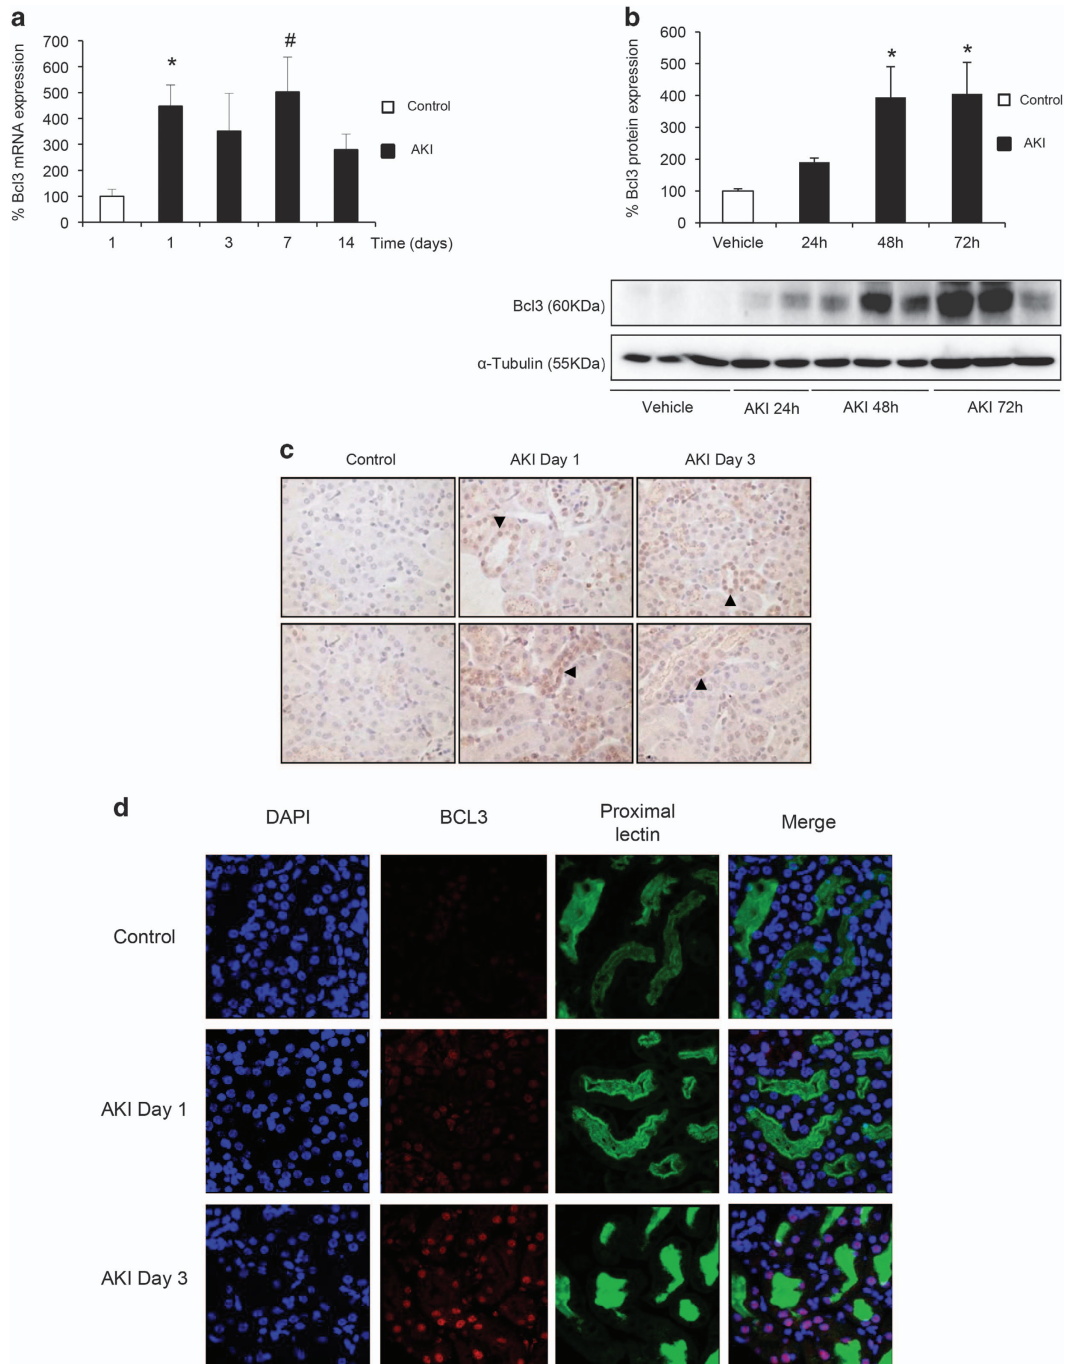 a
% Bcl3 mRNA expression
700
600
500
400
300
200
100
0
*
#
1 1 3 7 14 Time (days)
Control
AKI
b
% Bcl3 protein expression
600
500
400
300
200
100
0
* *
Vehicle 24h 48h 72h
Control
AKI
Bcl3 (60KDa)
α-Tubulin (55KDa)
Vehicle AKI 24h AKI 48h AKI 72h
c
Control AKI Day 1 AKI Day 3
d
DAPI BCL3 Proximal lectin Merge
Control
AKI Day 1
AKI Day 3